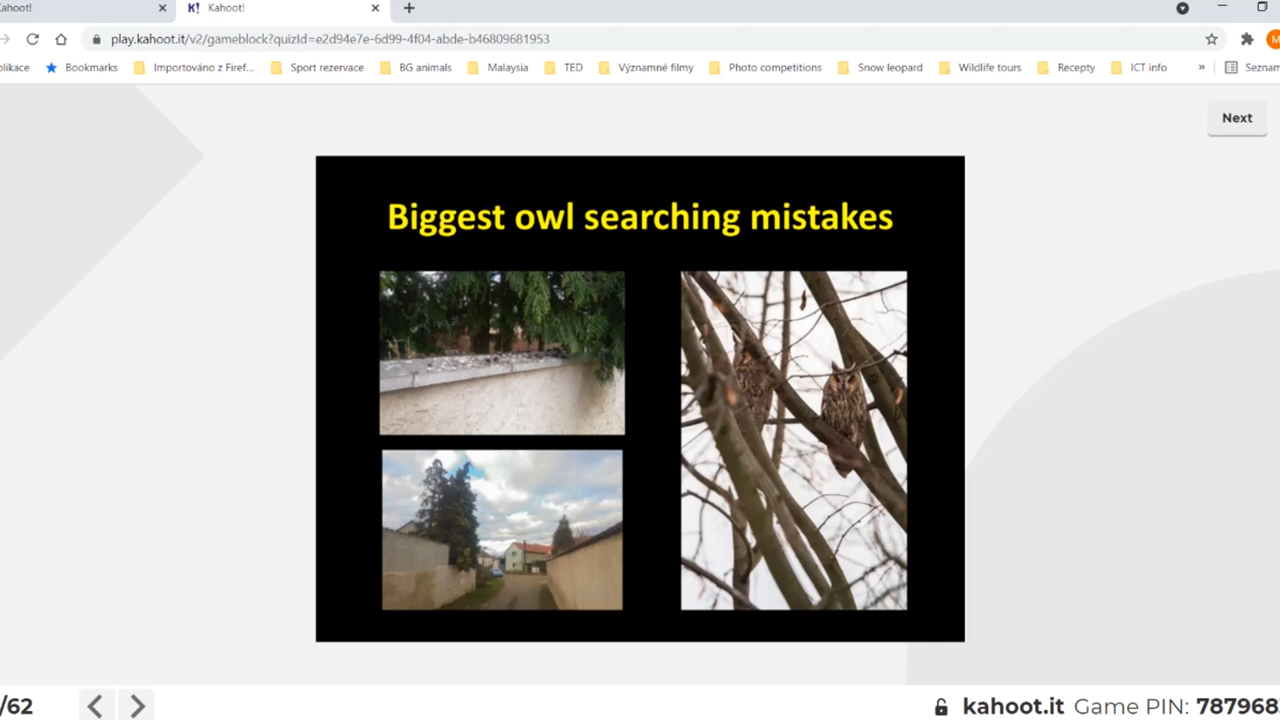 Kahoot!
Kahoot!
play.kahoot.it/v2/gameblock?quizId=e2d94e7e-6d99-4f04-abde-b46809681953
plikace
Bookmarks
Importováno z Firef...
Sport rezervace
BG animals
Malaysia
TED
Významné filmy
Photo competitions
Snow leopard
Wildlife tours
Recepty
ICT info
»
Seznam
Next
Biggest owl searching mistakes
/62
kahoot.it Game PIN: 787968